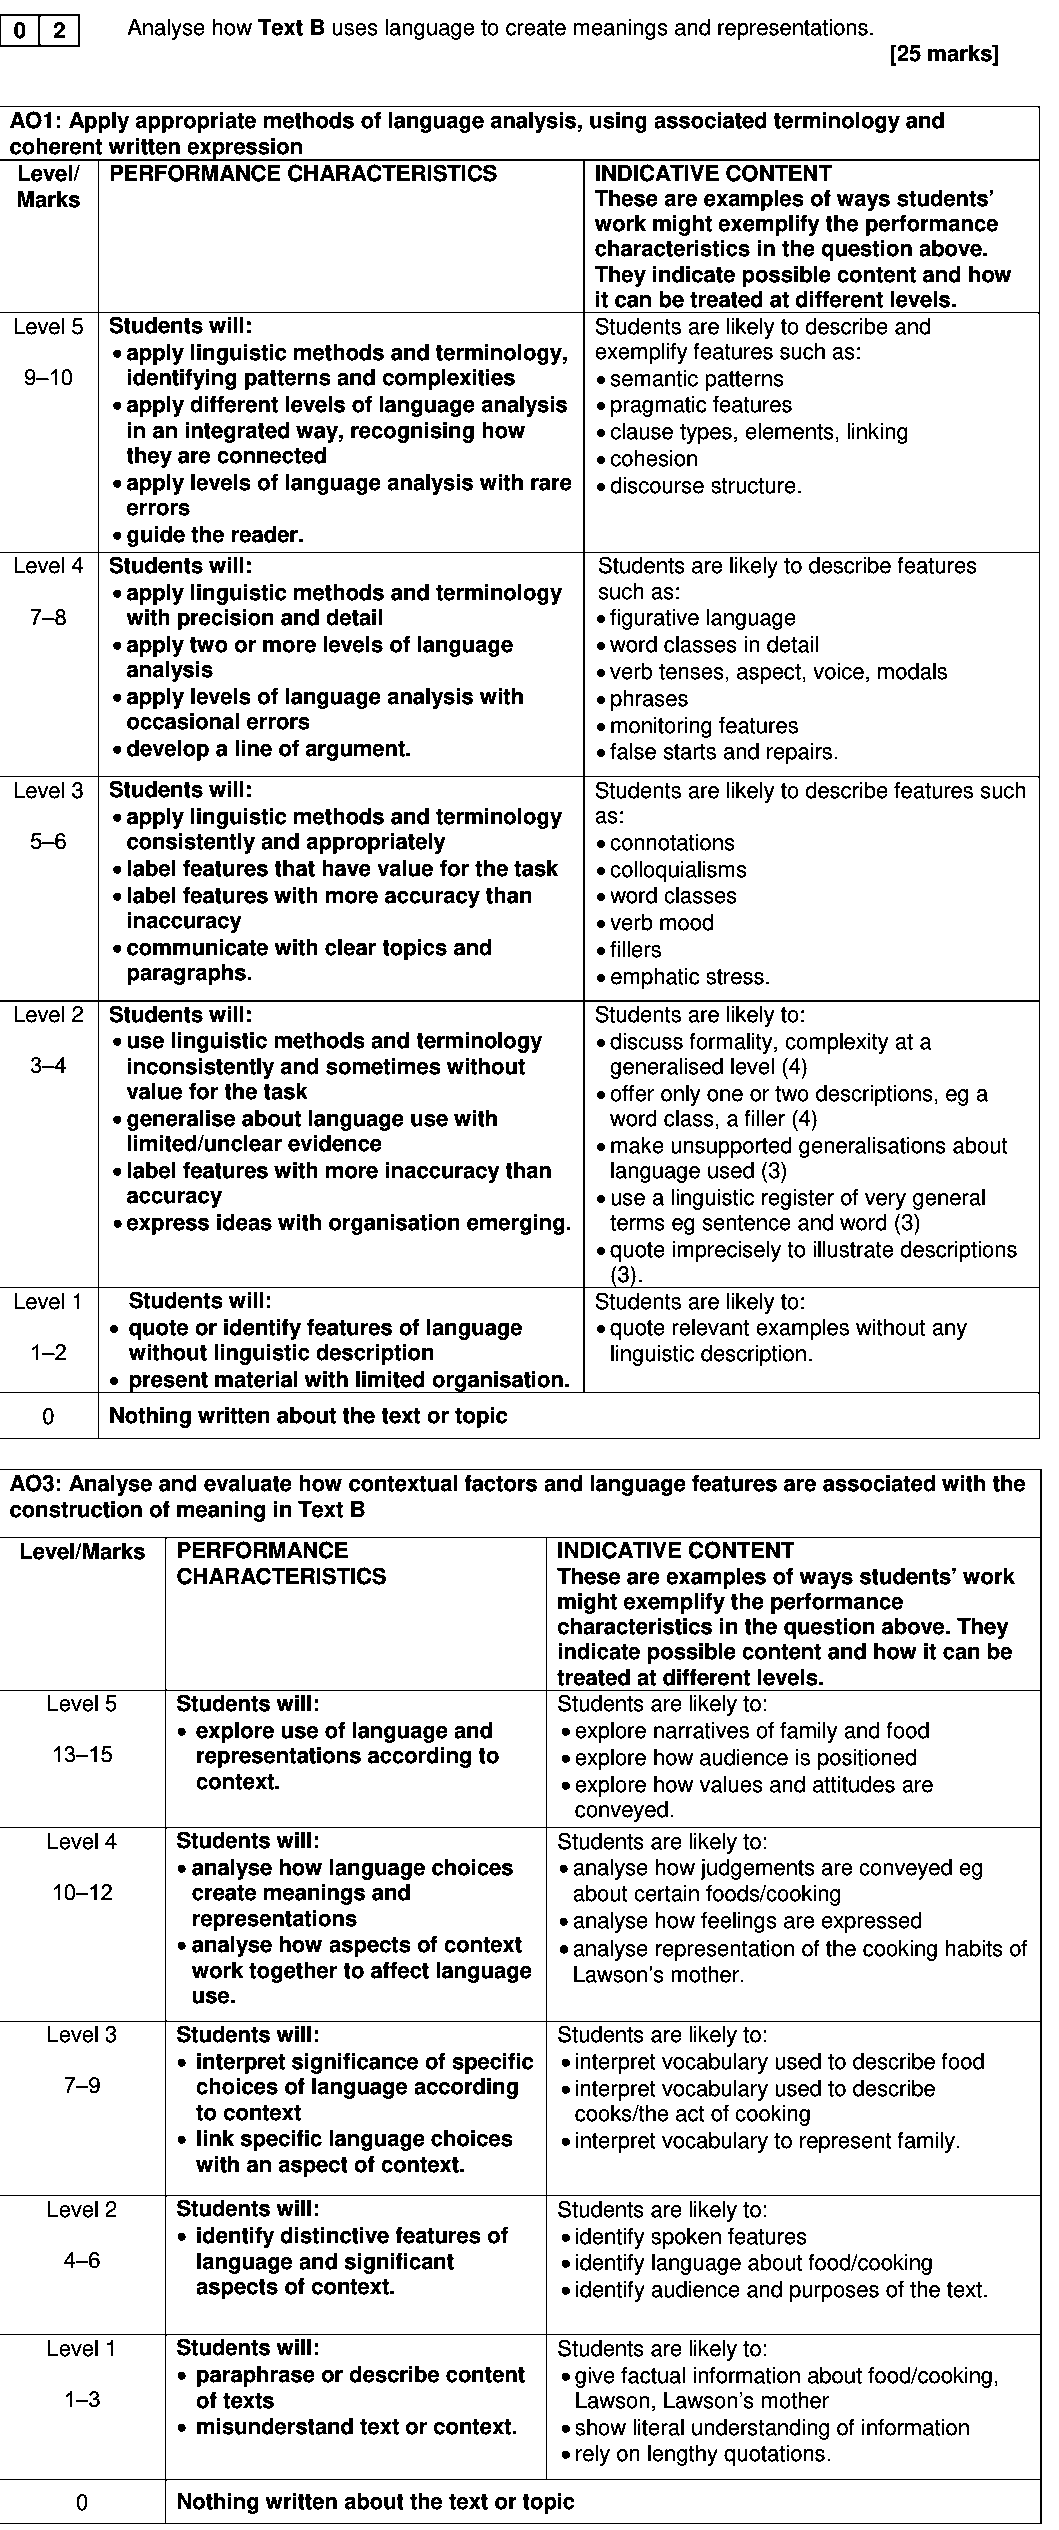 0 2 Analyse how Text B uses language to create meanings and representations.
[25 marks]
AO1: Apply appropriate methods of language analysis, using associated terminology and
coherent written expression
Level/
Marks
PERFORMANCE CHARACTERISTICS
INDICATIVE CONTENT
These are examples of ways students'
work might exemplify the performance
characteristics in the question above.
They indicate possible content and how
it can be treated at different levels.
Level 5
9–10
Students will:
• apply linguistic methods and terminology,
identifying patterns and complexities
• apply different levels of language analysis
in an integrated way, recognising how
they are connected
• apply levels of language analysis with rare
errors
• guide the reader.
Students are likely to describe and
exemplify features such as:
• semantic patterns
• pragmatic features
• clause types, elements, linking
• cohesion
• discourse structure.
Level 4
7–8
Students will:
• apply linguistic methods and terminology
with precision and detail
• apply two or more levels of language
analysis
• apply levels of language analysis with
occasional errors
• develop a line of argument.
Students are likely to describe features
such as:
• figurative language
• word classes in detail
• verb tenses, aspect, voice, modals
• phrases
• monitoring features
• false starts and repairs.
Level 3
5–6
Students will:
• apply linguistic methods and terminology
consistently and appropriately
• label features that have value for the task
• label features with more accuracy than
inaccuracy
• communicate with clear topics and
paragraphs.
Students are likely to describe features such
as:
• connotations
• colloquialisms
• word classes
• verb mood
• fillers
• emphatic stress.
Level 2
3–4
Students will:
• use linguistic methods and terminology
inconsistently and sometimes without
value for the task
• generalise about language use with
limited/unclear evidence
• label features with more inaccuracy than
accuracy
• express ideas with organisation emerging.
Students are likely to:
• discuss formality, complexity at a
generalised level (4)
• offer only one or two descriptions, eg a
word class, a filler (4)
• make unsupported generalisations about
language used (3)
• use a linguistic register of very general
terms eg sentence and word (3)
• quote imprecisely to illustrate descriptions
(3).
Level 1
1–2
Students will:
• quote or identify features of language
without linguistic description
• present material with limited organisation.
Students are likely to:
• quote relevant examples without any
linguistic description.
0
Nothing written about the text or topic
AO3: Analyse and evaluate how contextual factors and language features are associated with the
construction of meaning in Text B
Level/Marks
PERFORMANCE
CHARACTERISTICS
INDICATIVE CONTENT
These are examples of ways students' work
might exemplify the performance
characteristics in the question above. They
indicate possible content and how it can be
treated at different levels.
Level 5
13–15
Students will:
• explore use of language and
representations according to
context.
Students are likely to:
• explore narratives of family and food
• explore how audience is positioned
• explore how values and attitudes are
conveyed.
Level 4
10–12
Students will:
• analyse how language choices
create meanings and
representations
• analyse how aspects of context
work together to affect language
use.
Students are likely to:
• analyse how judgements are conveyed eg
about certain foods/cooking
• analyse how feelings are expressed
• analyse representation of the cooking habits of
Lawson's mother.
Level 3
7–9
Students will:
• interpret significance of specific
choices of language according
to context
• link specific language choices
with an aspect of context.
Students are likely to:
• interpret vocabulary used to describe food
• interpret vocabulary used to describe
cooks/the act of cooking
• interpret vocabulary to represent family.
Level 2
4–6
Students will:
• identify distinctive features of
language and significant
aspects of context.
Students are likely to:
• identify spoken features
• identify language about food/cooking
• identify audience and purposes of the text.
Level 1
1–3
Students will:
• paraphrase or describe content
of texts
• misunderstand text or context.
Students are likely to:
• give factual information about food/cooking,
Lawson, Lawson's mother
• show literal understanding of information
• rely on lengthy quotations.
0
Nothing written about the text or topic